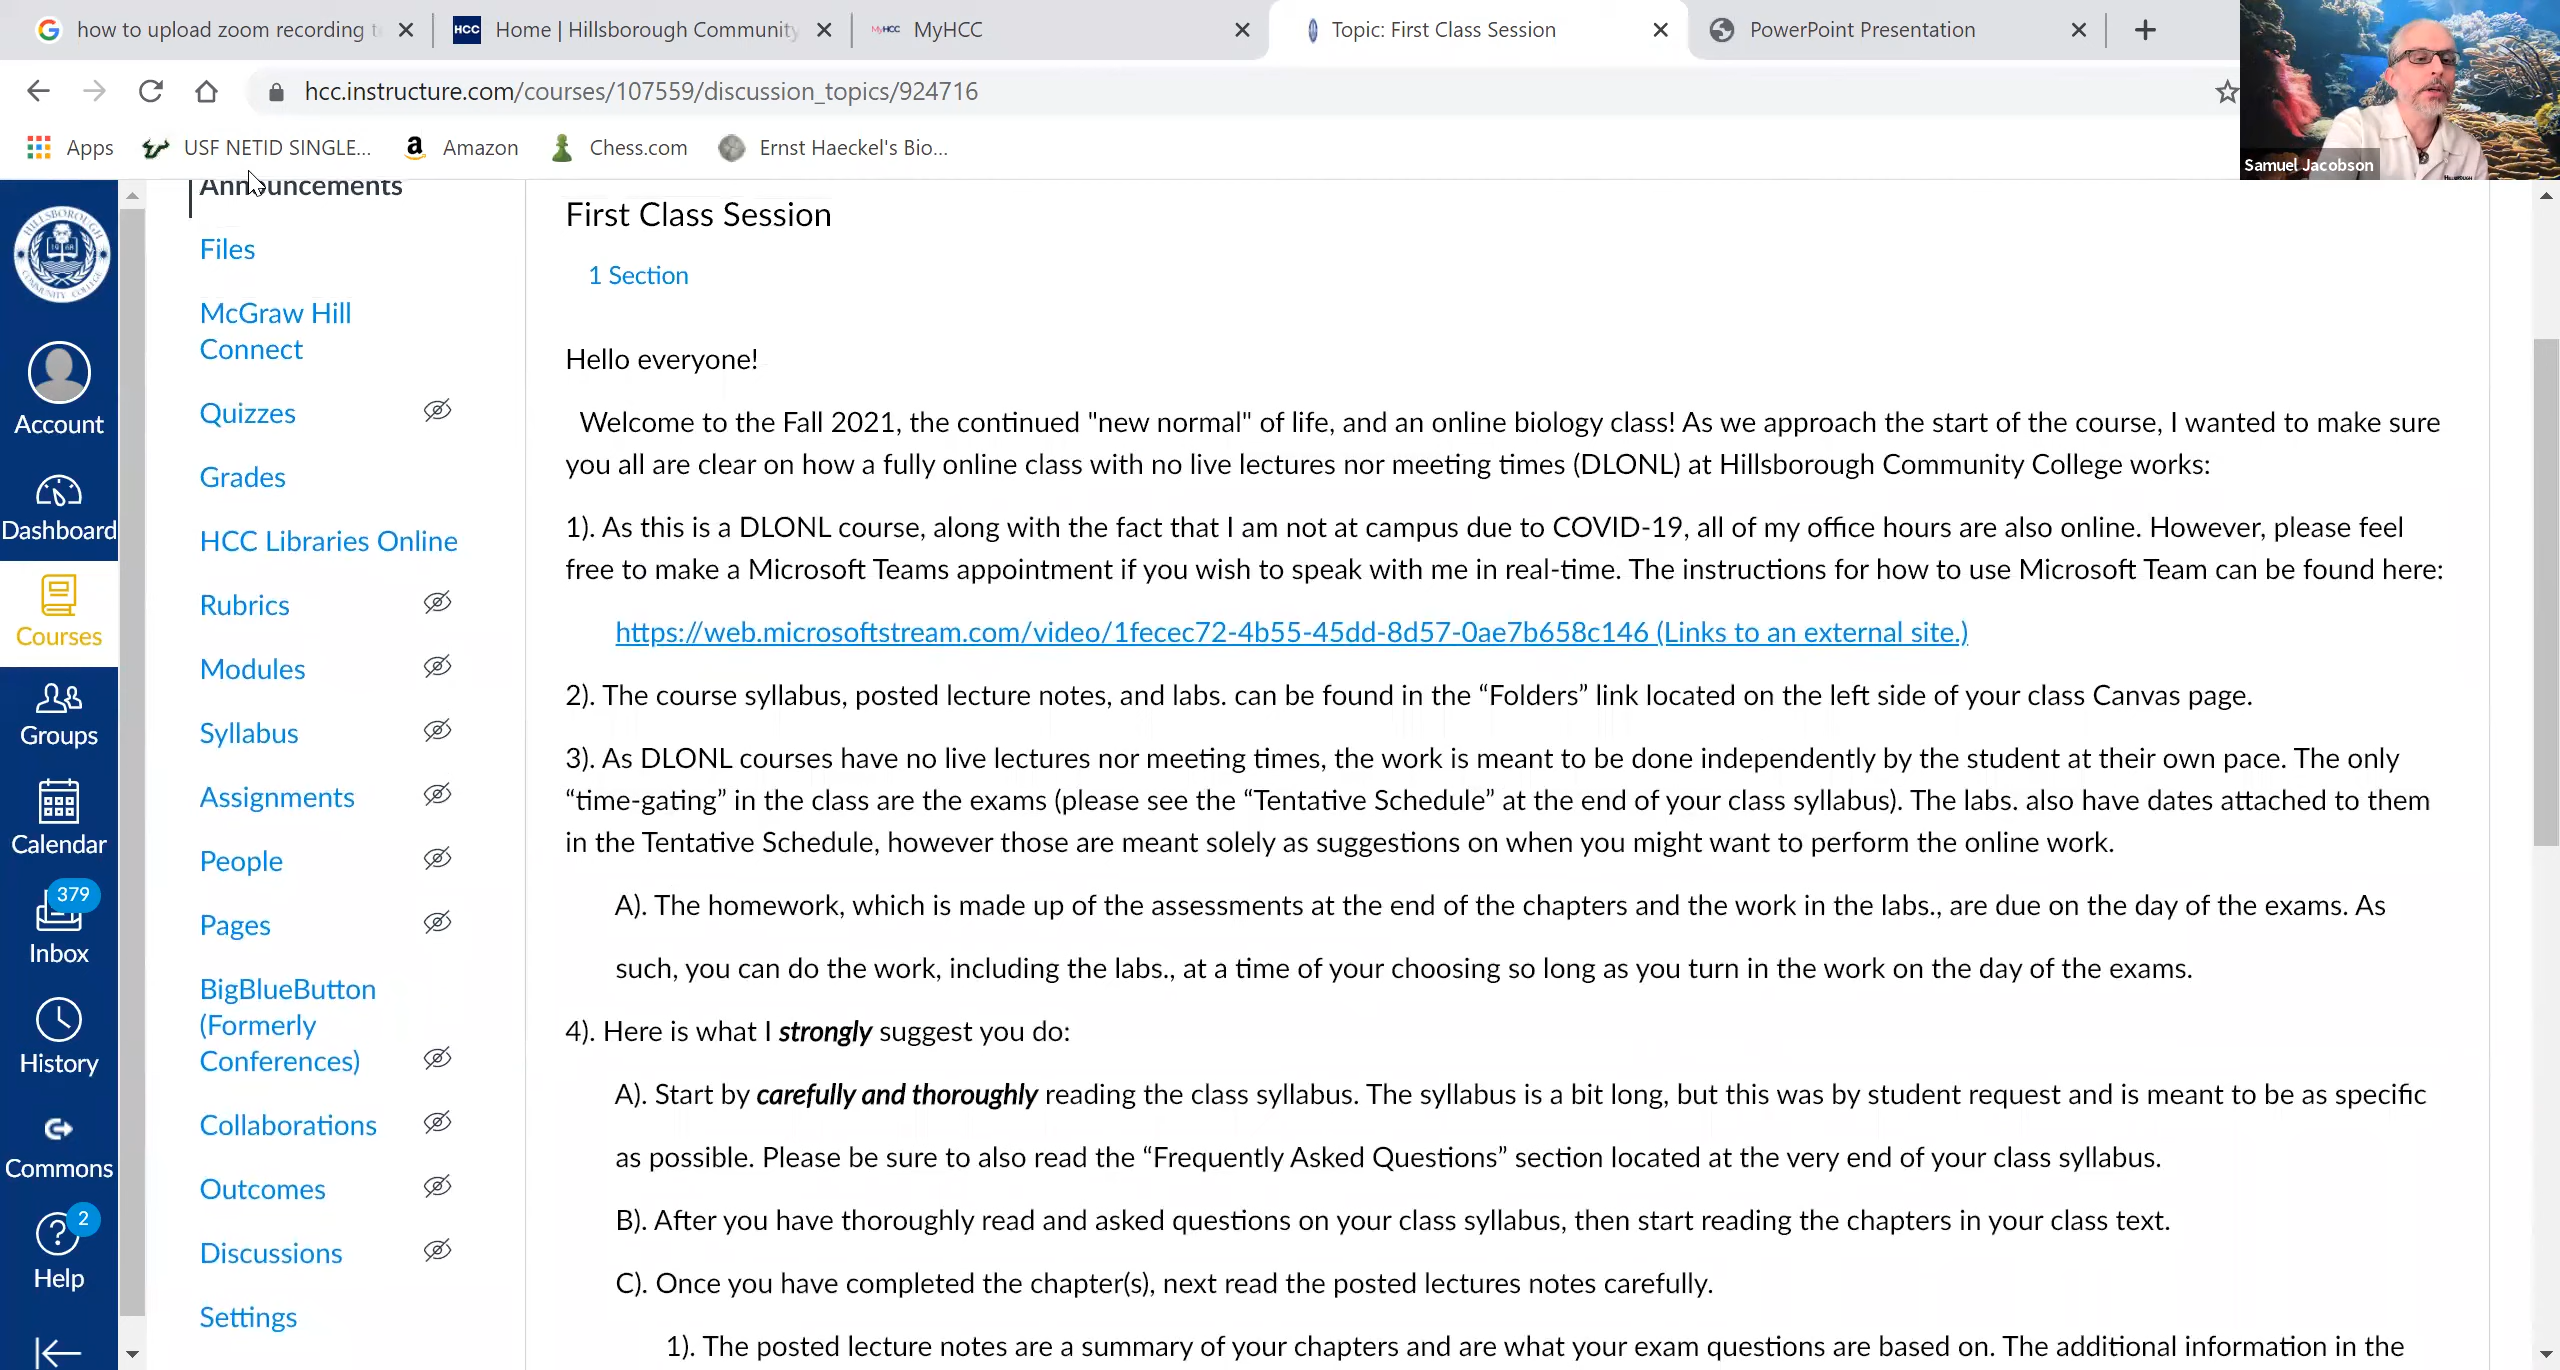 how to upload zoom recording t
Home | Hillsborough Community
MyHCC
Topic: First Class Session
PowerPoint Presentation
hcc.instructure.com/courses/107559/discussion_topics/924716
Apps
USF NETID SINGLE...
Amazon
Chess.com
Ernst Haeckel's Bio...
Samuel Jacobson
Account
Dashboard
Courses
Groups
Calendar
379
Inbox
History
Commons
2
Help
Announcements
Files
McGraw Hill
Connect
Quizzes
Grades
HCC Libraries Online
Rubrics
Modules
Syllabus
Assignments
People
Pages
BigBlueButton
(Formerly
Conferences)
Collaborations
Outcomes
Discussions
Settings
First Class Session
1 Section
Hello everyone!
Welcome to the Fall 2021, the continued "new normal" of life, and an online biology class! As we approach the start of the course, I wanted to make sure
you all are clear on how a fully online class with no live lectures nor meeting times (DLONL) at Hillsborough Community College works:
1). As this is a DLONL course, along with the fact that I am not at campus due to COVID-19, all of my office hours are also online. However, please feel
free to make a Microsoft Teams appointment if you wish to speak with me in real-time. The instructions for how to use Microsoft Team can be found here:
https://web.microsoftstream.com/video/1fecec72-4b55-45dd-8d57-0ae7b658c146 (Links to an external site.)
2). The course syllabus, posted lecture notes, and labs. can be found in the “Folders” link located on the left side of your class Canvas page.
3). As DLONL courses have no live lectures nor meeting times, the work is meant to be done independently by the student at their own pace. The only
“time-gating” in the class are the exams (please see the “Tentative Schedule” at the end of your class syllabus). The labs. also have dates attached to them
in the Tentative Schedule, however those are meant solely as suggestions on when you might want to perform the online work.
A). The homework, which is made up of the assessments at the end of the chapters and the work in the labs., are due on the day of the exams. As
such, you can do the work, including the labs., at a time of your choosing so long as you turn in the work on the day of the exams.
4). Here is what I strongly suggest you do:
A). Start by carefully and thoroughly reading the class syllabus. The syllabus is a bit long, but this was by student request and is meant to be as specific
as possible. Please be sure to also read the “Frequently Asked Questions” section located at the very end of your class syllabus.
B). After you have thoroughly read and asked questions on your class syllabus, then start reading the chapters in your class text.
C). Once you have completed the chapter(s), next read the posted lectures notes carefully.
1). The posted lecture notes are a summary of your chapters and are what your exam questions are based on. The additional information in the